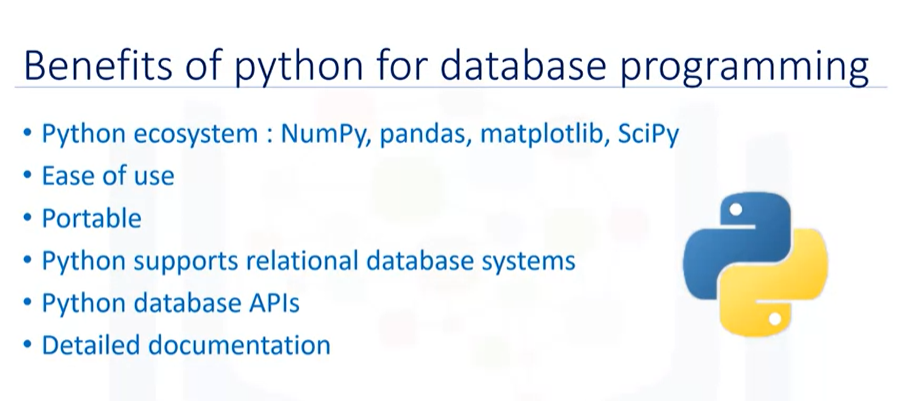 Benefits of python for database programming
• Python ecosystem : NumPy, pandas, matplotlib, SciPy
• Ease of use
• Portable
• Python supports relational database systems
• Python database APIs
• Detailed documentation